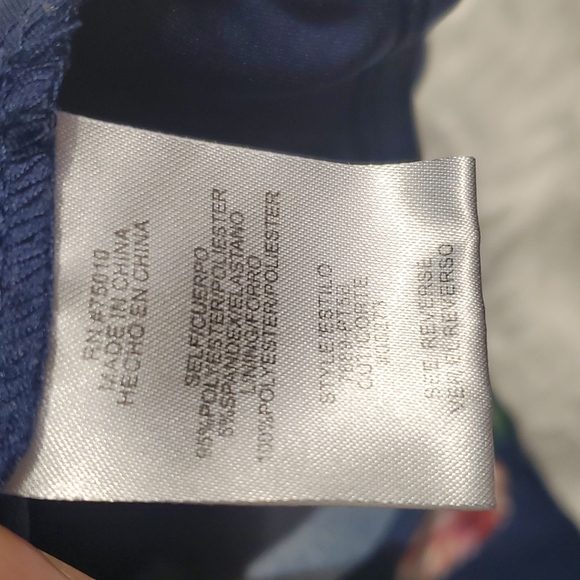 RN #75010
MADE IN CHINA
HECHO EN CHINA
SELF/CUERPO
95%POLYESTER/POLIESTER
5%SPANDEX/ELASTANO
LINING/FORRO
100%POLYESTER/POLIESTER
STYLE/ESTILO
CUT/CORTE
SEE REVERSE
VER EL REVERSO